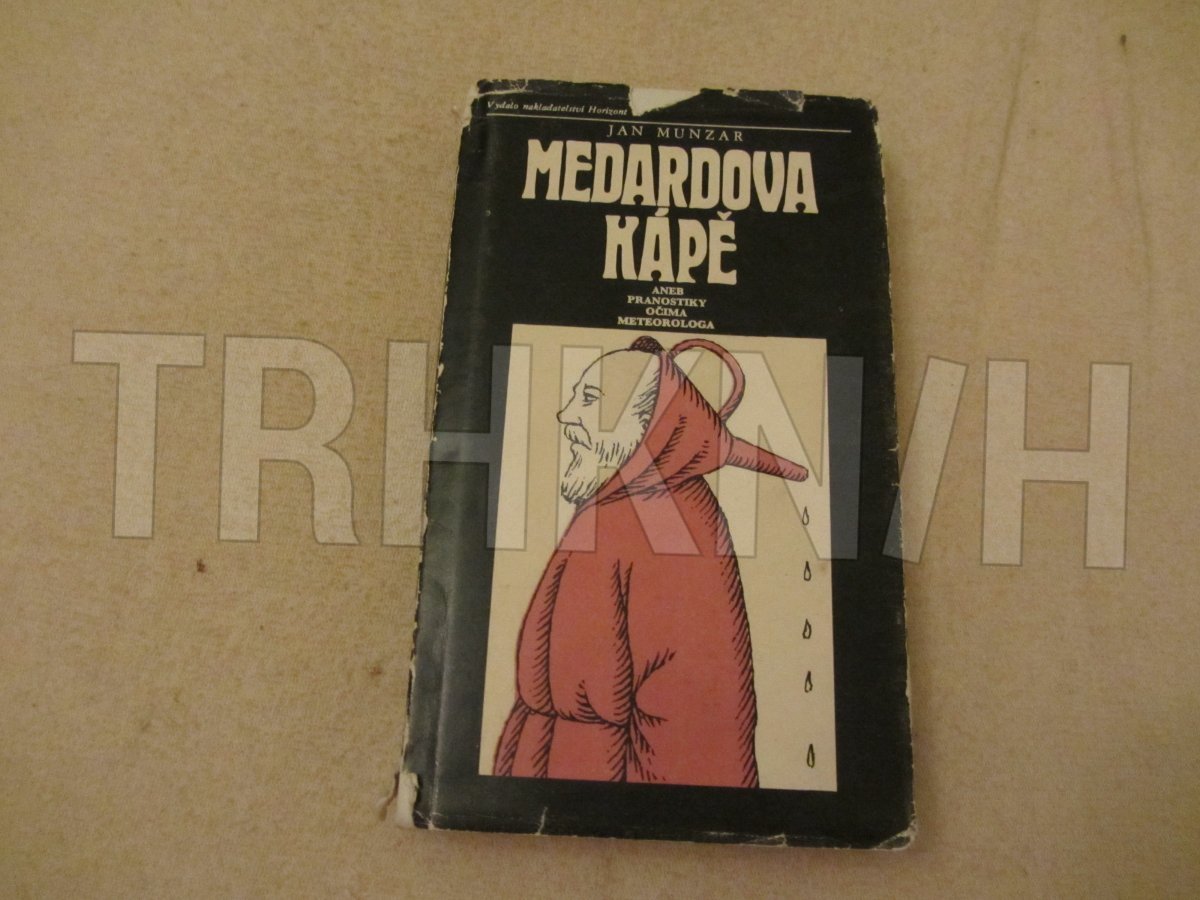 Vydalo nakladatelství Horizont
JAN MUNZAR
MEDARDOVA
KÁPĚ
ANEB
PRANOSTIKY
OČIMA
METEOROLOGA
TRHKNIH